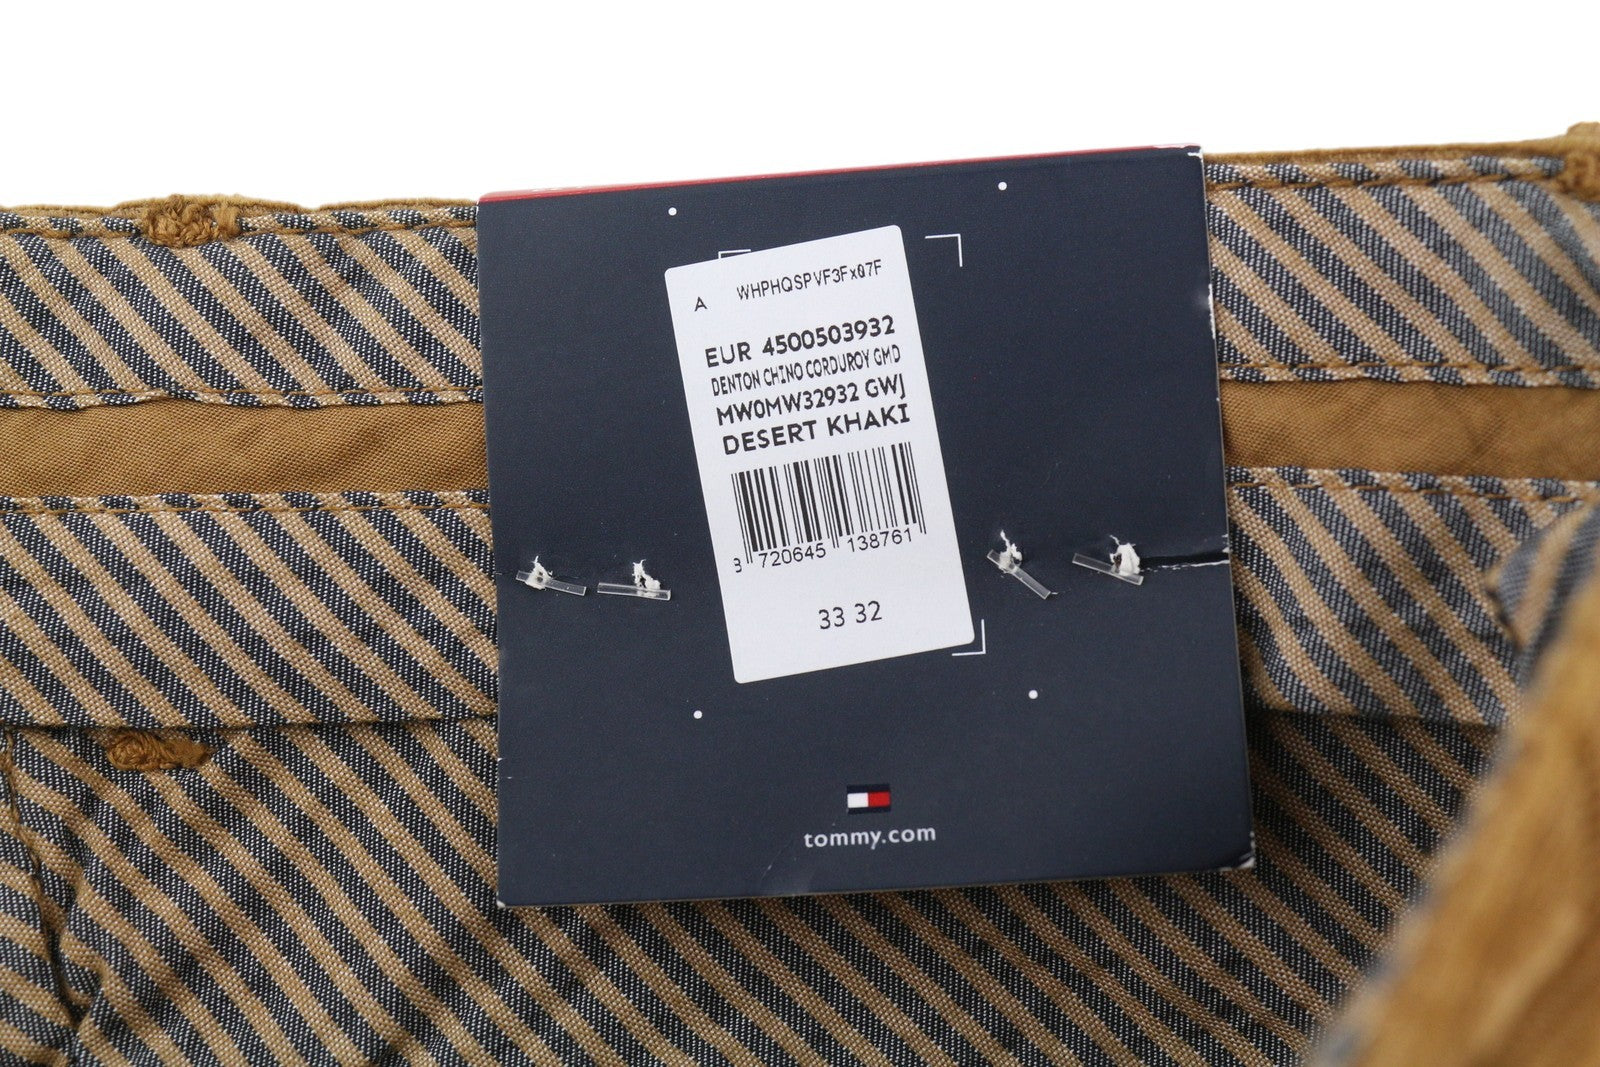 A WHPHQSPVF3Fx07F
EUR 4500503932
DENTON CHINO CORDUROY GMD
MW0MW32932 GWJ
DESERT KHAKI
8 720645 138761
33 32
tommy.com